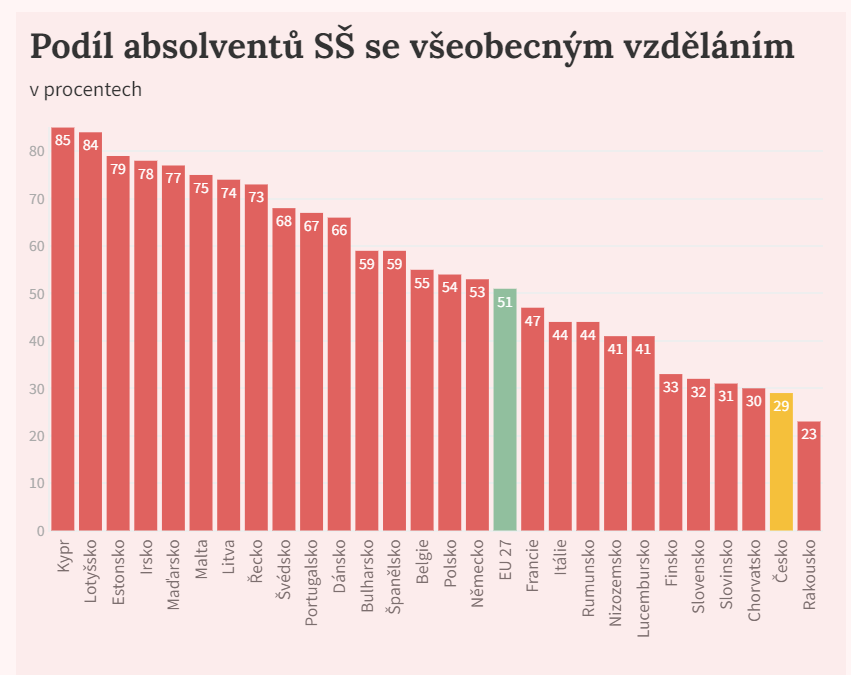 Podíl absolventů SŠ se všeobecným vzděláním
v procentech
80
70
60
50
40
30
20
10
0
85
84
79
78
77
75
74
73
68
67
66
59
59
55
54
53
51
47
44
44
41
41
33
32
31
30
29
23
Kypr
Lotyšsko
Estonsko
Irsko
Maďarsko
Malta
Litva
Řecko
Švédsko
Portugalsko
Dánsko
Bulharsko
Španělsko
Belgie
Polsko
Německo
EU 27
Francie
Itálie
Rumunsko
Nizozemsko
Lucembursko
Finsko
Slovensko
Slovinsko
Chorvatsko
Česko
Rakousko